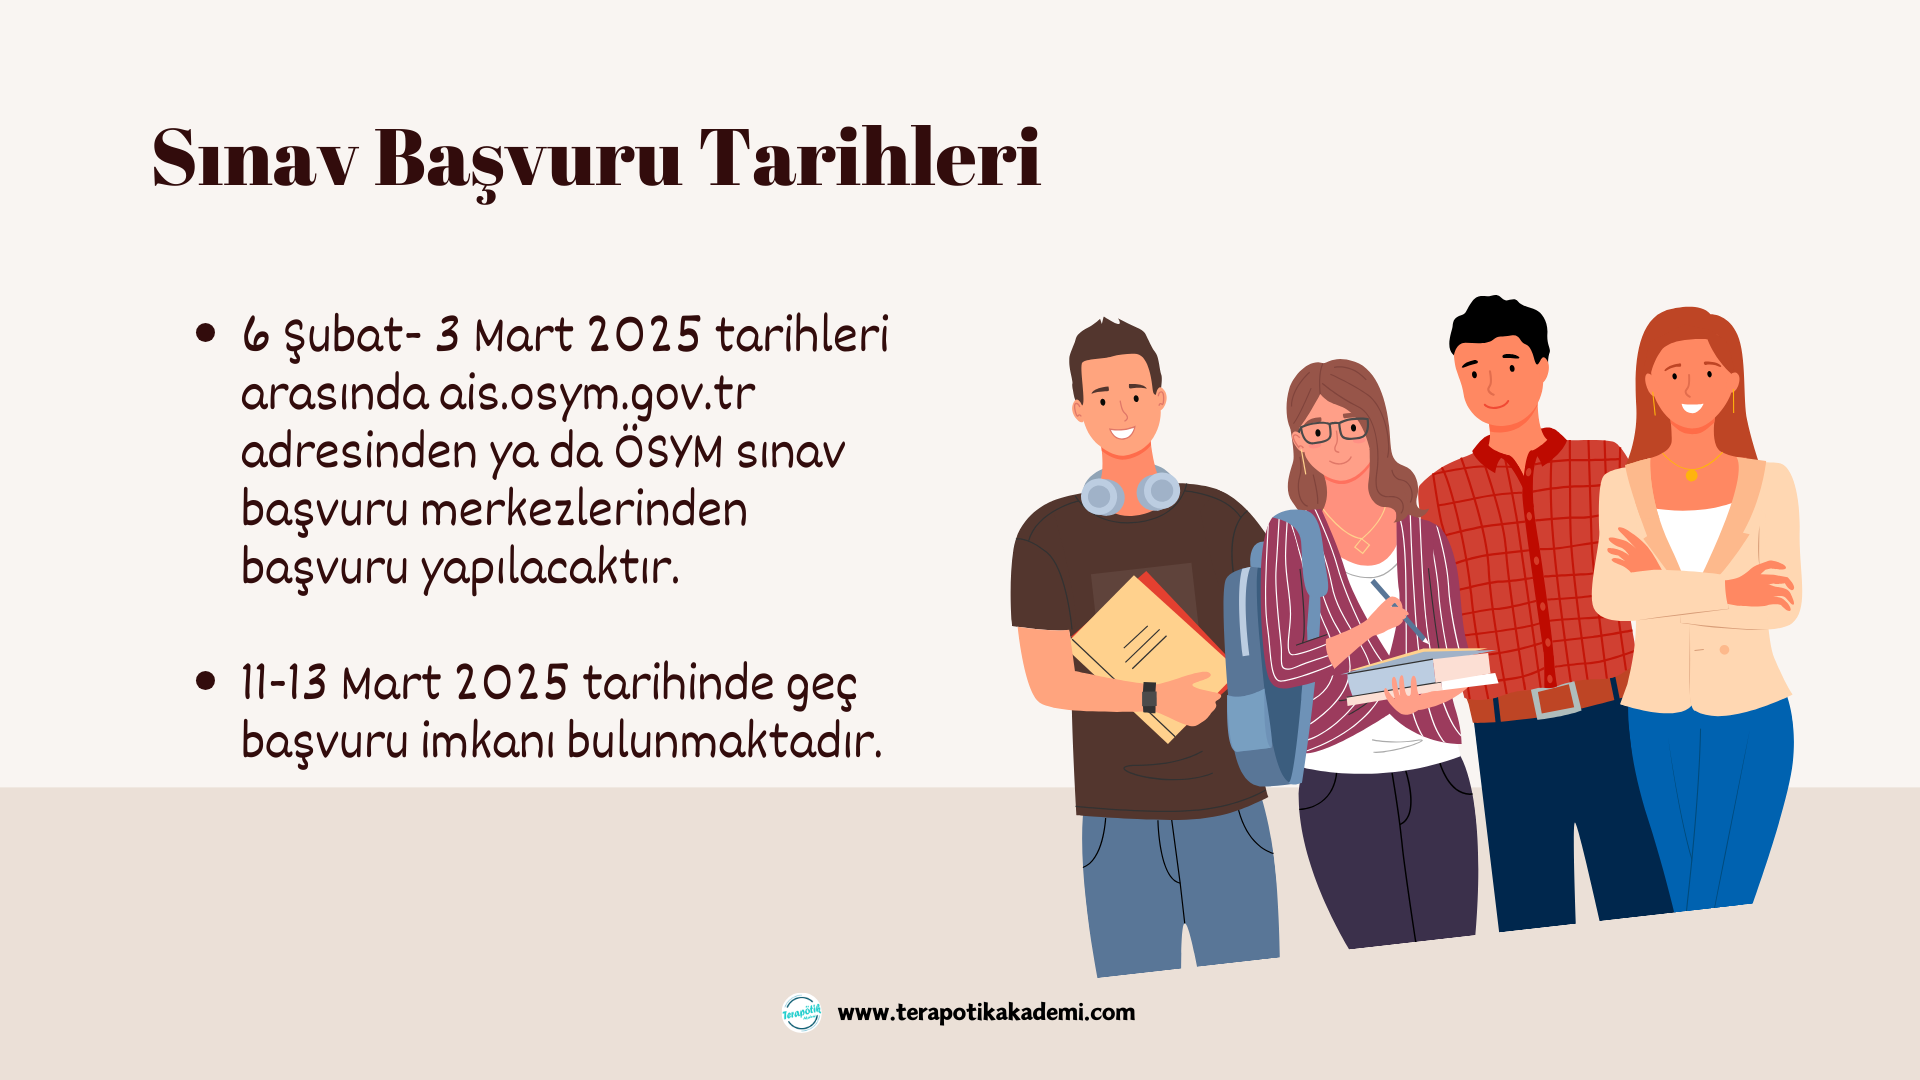 Sınav Başvuru Tarihleri
6 Şubat- 3 Mart 2025 tarihleri
arasında ais.osym.gov.tr
adresinden ya da ÖSYM sınav
başvuru merkezlerinden
başvuru yapılacaktır.
11-13 Mart 2025 tarihinde geç
başvuru imkanı bulunmaktadır.
Terapötik
www.terapotikakademi.com